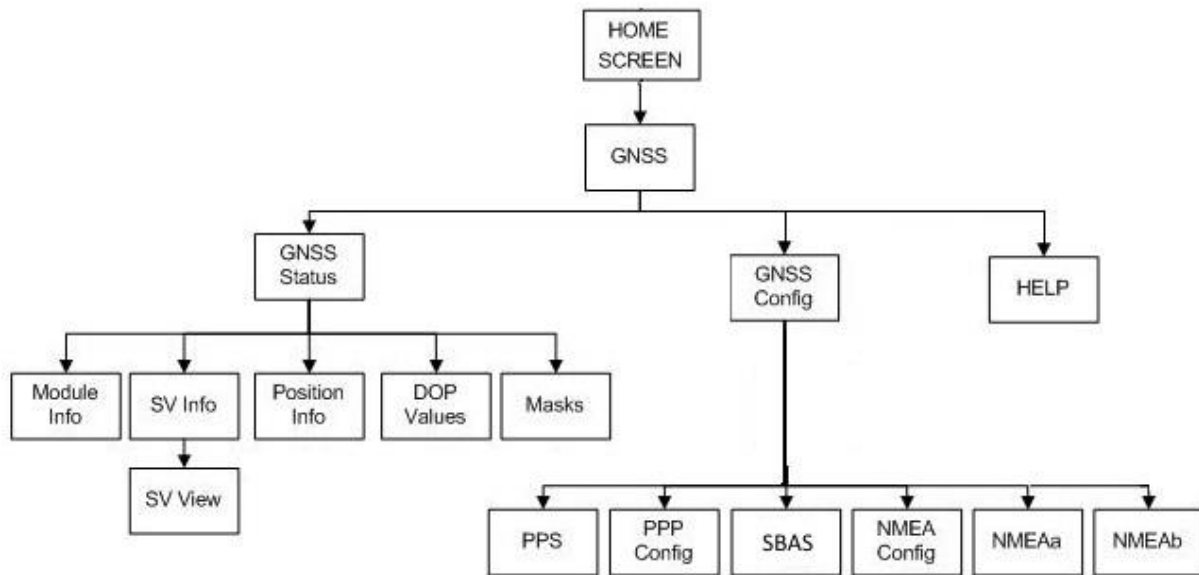 HOME
SCREEN
GNSS
GNSS
Status
GNSS
Config
HELP
Module
Info
SV Info
Position
Info
DOP
Values
Masks
SV View
PPS
PPP
Config
SBAS
NMEA
Config
NMEAa
NMEAb